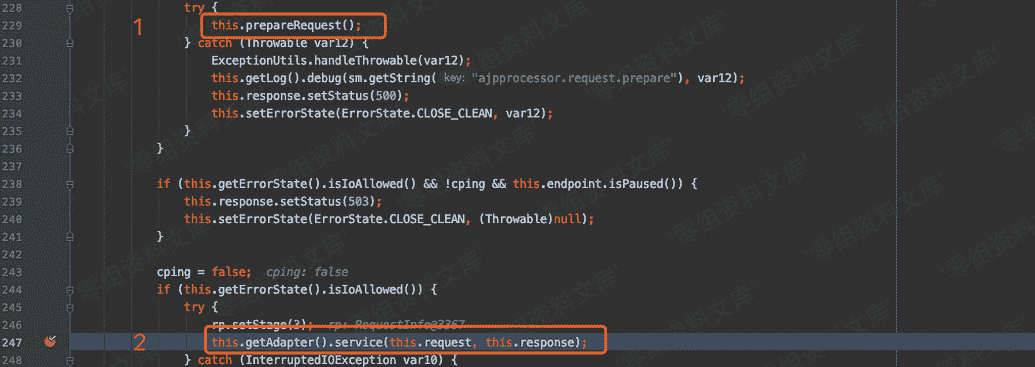 228 try {
1
229 this.prepareRequest();
230 } catch (Throwable var12) {
231 ExceptionUtils.handleThrowable(var12);
232 this.getLog().debug(sm.getString( key: "ajpprocessor.request.prepare"), var12);
233 this.response.setStatus(500);
234 this.setErrorState(ErrorState.CLOSE_CLEAN, var12);
235 }
236 }
237
238 if (this.getErrorState().isIoAllowed() && !cping && this.endpoint.isPaused()) {
239 this.response.setStatus(503);
240 this.setErrorState(ErrorState.CLOSE_CLEAN, (Throwable)null);
241 }
242
243 cping = false; cping: false
244 if (this.getErrorState().isIoAllowed()) {
245 try {
246 rp.setStage(3); rp: RequestInfo@3367
2
247 this.getAdapter().service(this.request, this.response);
248 } catch (InterruptedIOException var10) {
'零组资料文库'